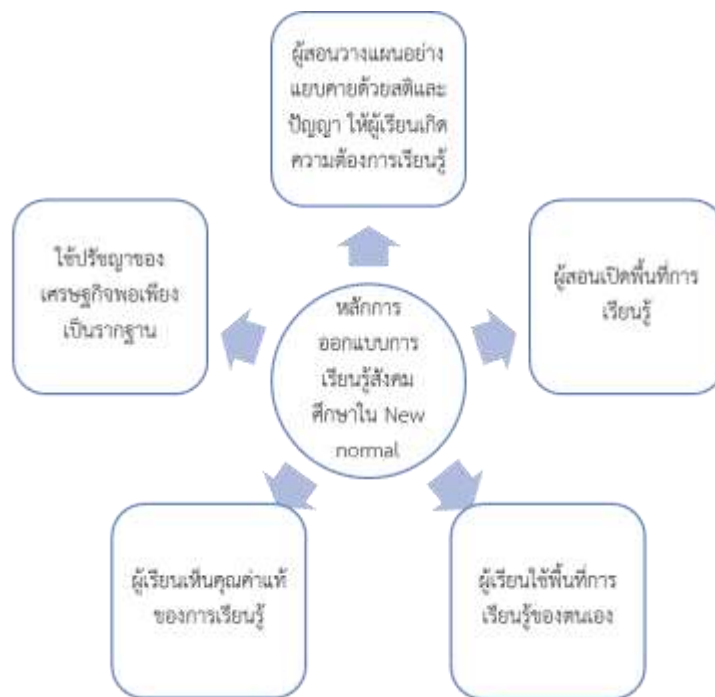 ผู้สอนวางแผนอย่าง
แยบคายด้วยสติและ
ปัญญา ให้ผู้เรียนเกิด
ความต้องการเรียนรู้
ใช้ปรัชญาของ
เศรษฐกิจพอเพียง
เป็นรากฐาน
ผู้สอนเปิดพื้นที่การ
เรียนรู้
หลักการ
ออกแบบการ
เรียนรู้สังคม
ศึกษาใน New
normal
ผู้เรียนเห็นคุณค่าแท้
ของการเรียนรู้
ผู้เรียนใช้พื้นที่การ
เรียนรู้ของตนเอง